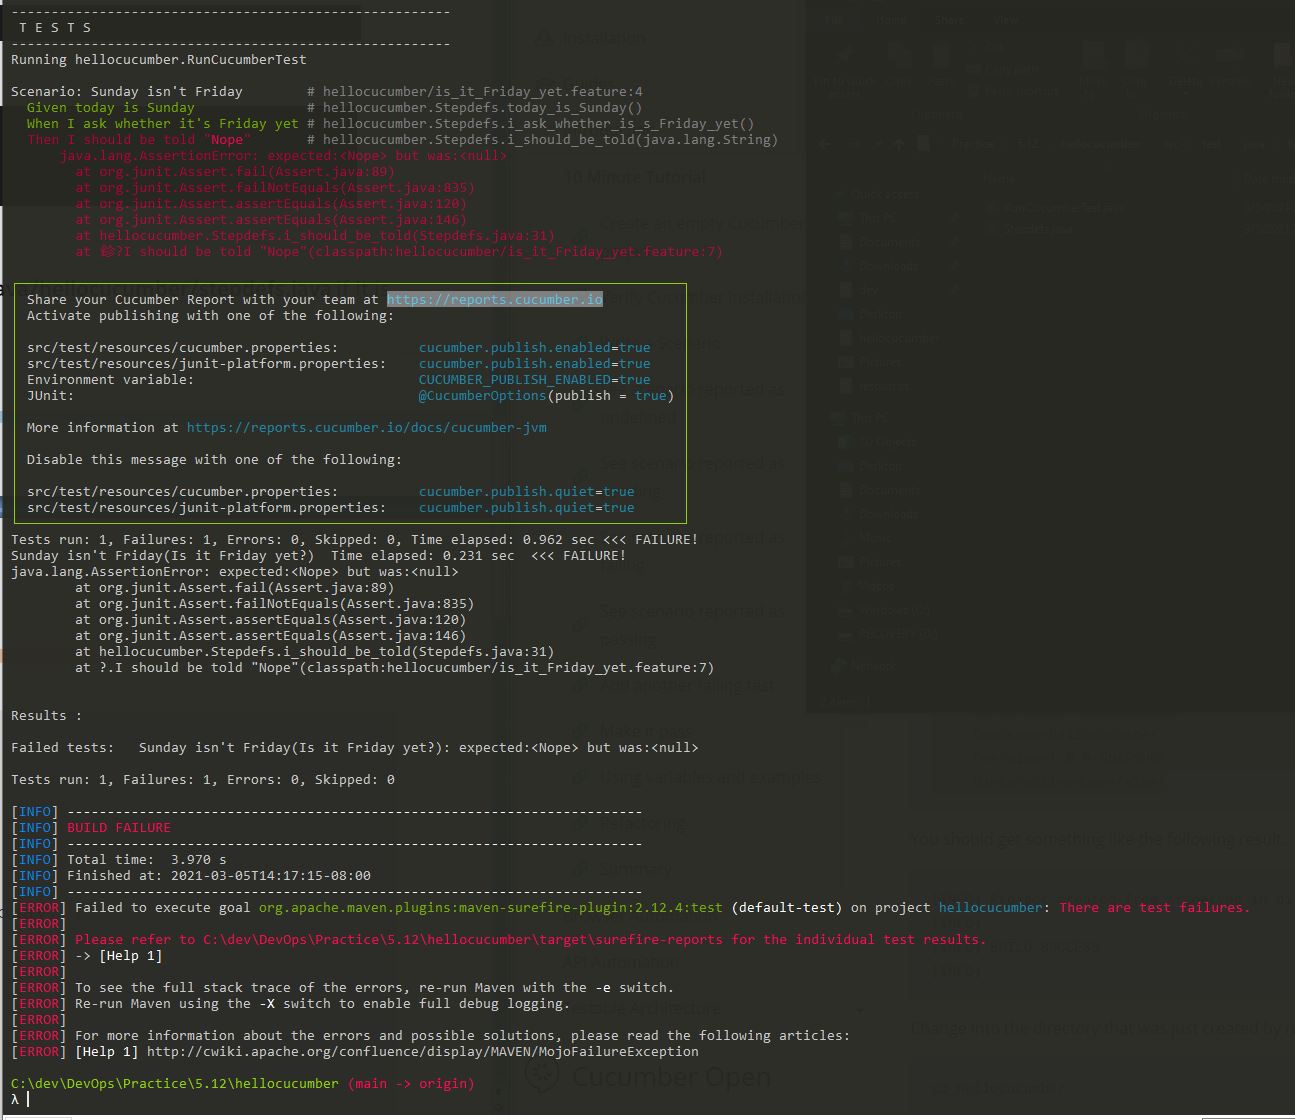 -------------------------------------------------------
 T E S T S
-------------------------------------------------------
Running hellocucumber.RunCucumberTest

Scenario: Sunday isn't Friday        # hellocucumber/is_it_Friday_yet.feature:4
  Given today is Sunday              # hellocucumber.Stepdefs.today_is_Sunday()
  When I ask whether it's Friday yet # hellocucumber.Stepdefs.i_ask_whether_is_s_Friday_yet()
  Then I should be told "Nope"       # hellocucumber.Stepdefs.i_should_be_told(java.lang.String)
      java.lang.AssertionError: expected:<Nope> but was:<null>
        at org.junit.Assert.fail(Assert.java:89)
        at org.junit.Assert.failNotEquals(Assert.java:835)
        at org.junit.Assert.assertEquals(Assert.java:120)
        at org.junit.Assert.assertEquals(Assert.java:146)
        at hellocucumber.Stepdefs.i_should_be_told(Stepdefs.java:31)
        at ?I should be told "Nope"(classpath:hellocucumber/is_it_Friday_yet.feature:7)

  Share your Cucumber Report with your team at https://reports.cucumber.io
  Activate publishing with one of the following:

  src/test/resources/cucumber.properties:          cucumber.publish.enabled=true
  src/test/resources/junit-platform.properties:    cucumber.publish.enabled=true
  Environment variable:                            CUCUMBER_PUBLISH_ENABLED=true
  JUnit:                                           @CucumberOptions(publish = true)

  More information at https://reports.cucumber.io/docs/cucumber-jvm

  Disable this message with one of the following:

  src/test/resources/cucumber.properties:          cucumber.publish.quiet=true
  src/test/resources/junit-platform.properties:    cucumber.publish.quiet=true

Tests run: 1, Failures: 1, Errors: 0, Skipped: 0, Time elapsed: 0.962 sec <<< FAILURE!
Sunday isn't Friday(Is it Friday yet?)  Time elapsed: 0.231 sec  <<< FAILURE!
java.lang.AssertionError: expected:<Nope> but was:<null>
        at org.junit.Assert.fail(Assert.java:89)
        at org.junit.Assert.failNotEquals(Assert.java:835)
        at org.junit.Assert.assertEquals(Assert.java:120)
        at org.junit.Assert.assertEquals(Assert.java:146)
        at hellocucumber.Stepdefs.i_should_be_told(Stepdefs.java:31)
        at ?.I should be told "Nope"(classpath:hellocucumber/is_it_Friday_yet.feature:7)

Results :

Failed tests:   Sunday isn't Friday(Is it Friday yet?): expected:<Nope> but was:<null>

Tests run: 1, Failures: 1, Errors: 0, Skipped: 0

[INFO] ------------------------------------------------------------------------
[INFO] BUILD FAILURE
[INFO] ------------------------------------------------------------------------
[INFO] Total time:  3.970 s
[INFO] Finished at: 2021-03-05T14:17:15-08:00
[INFO] ------------------------------------------------------------------------
[ERROR] Failed to execute goal org.apache.maven.plugins:maven-surefire-plugin:2.12.4:test (default-test) on project hellocucumber: There are test failures.
[ERROR]
[ERROR] Please refer to C:\dev\DevOps\Practice\5.12\hellocucumber\target\surefire-reports for the individual test results.
[ERROR] -> [Help 1]
[ERROR]
[ERROR] To see the full stack trace of the errors, re-run Maven with the -e switch.
[ERROR] Re-run Maven using the -X switch to enable full debug logging.
[ERROR]
[ERROR] For more information about the errors and possible solutions, please read the following articles:
[ERROR] [Help 1] http://cwiki.apache.org/confluence/display/MAVEN/MojoFailureException

C:\dev\DevOps\Practice\5.12\hellocucumber (main -> origin)
λ